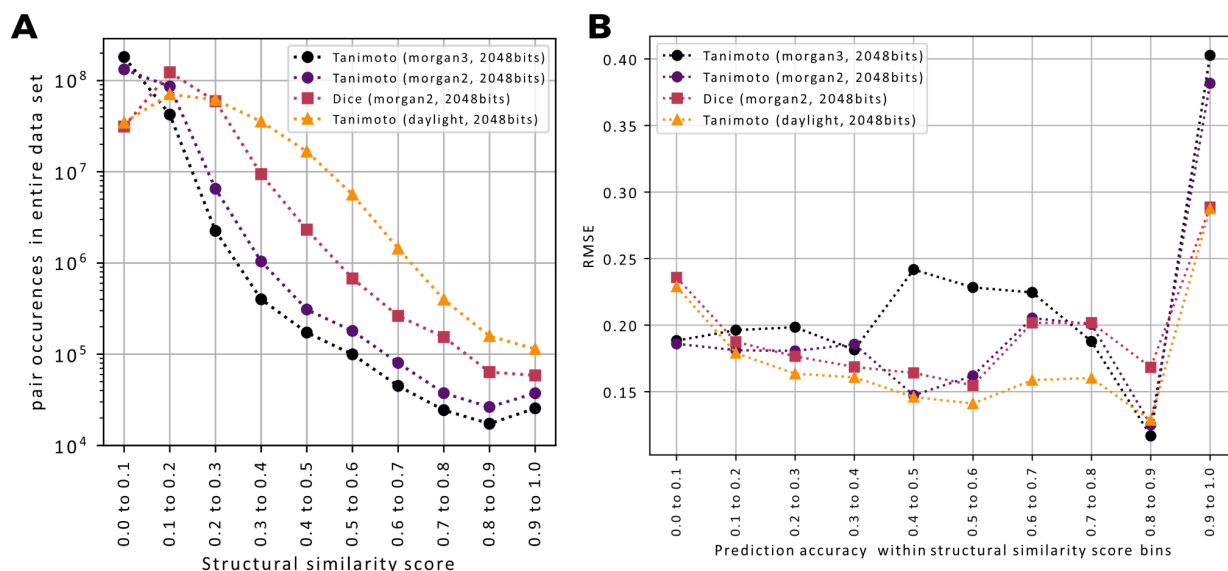 A
pair occurences in entire data set
10^8
10^7
10^6
10^5
10^4
Tanimoto (morgan3, 2048bits)
Tanimoto (morgan2, 2048bits)
Dice (morgan2, 2048bits)
Tanimoto (daylight, 2048bits)
0.0 to 0.1
0.1 to 0.2
0.2 to 0.3
0.3 to 0.4
0.4 to 0.5
0.5 to 0.6
0.6 to 0.7
0.7 to 0.8
0.8 to 0.9
0.9 to 1.0
Structural similarity score
B
RMSE
0.40
0.35
0.30
0.25
0.20
0.15
Tanimoto (morgan3, 2048bits)
Tanimoto (morgan2, 2048bits)
Dice (morgan2, 2048bits)
Tanimoto (daylight, 2048bits)
0.0 to 0.1
0.1 to 0.2
0.2 to 0.3
0.3 to 0.4
0.4 to 0.5
0.5 to 0.6
0.6 to 0.7
0.7 to 0.8
0.8 to 0.9
0.9 to 1.0
Prediction accuracy within structural similarity score bins